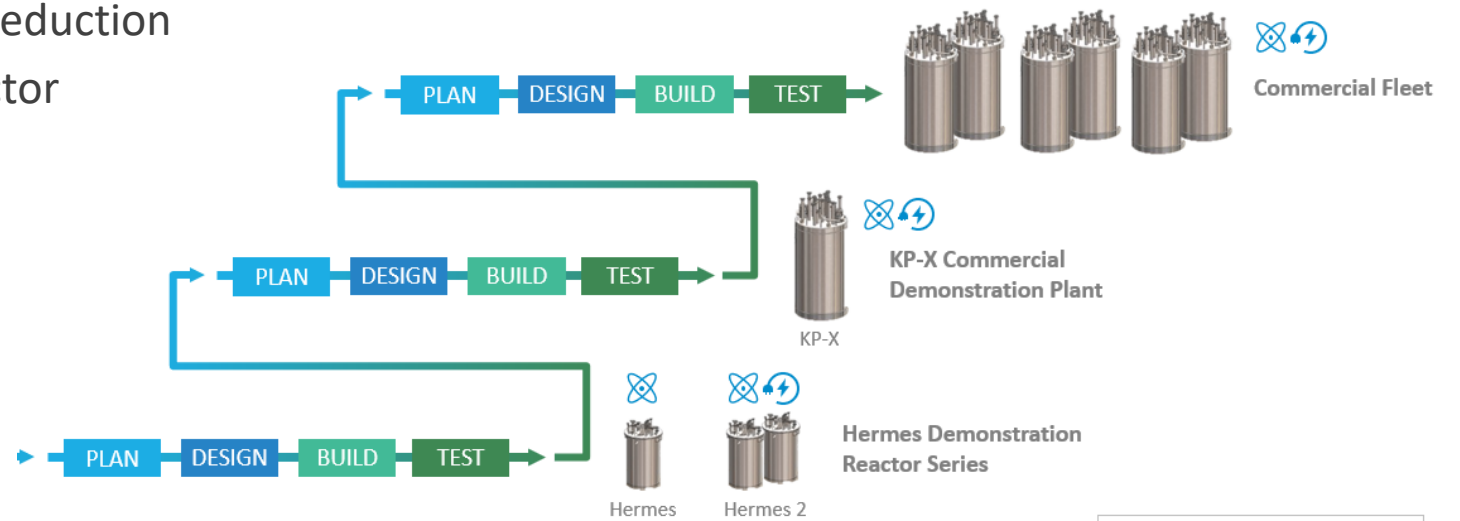 eduction
ctor
PLAN DESIGN BUILD TEST
Commercial Fleet
PLAN DESIGN BUILD TEST
KP-X Commercial
Demonstration Plant
KP-X
PLAN DESIGN BUILD TEST
Hermes Demonstration
Reactor Series
Hermes Hermes 2